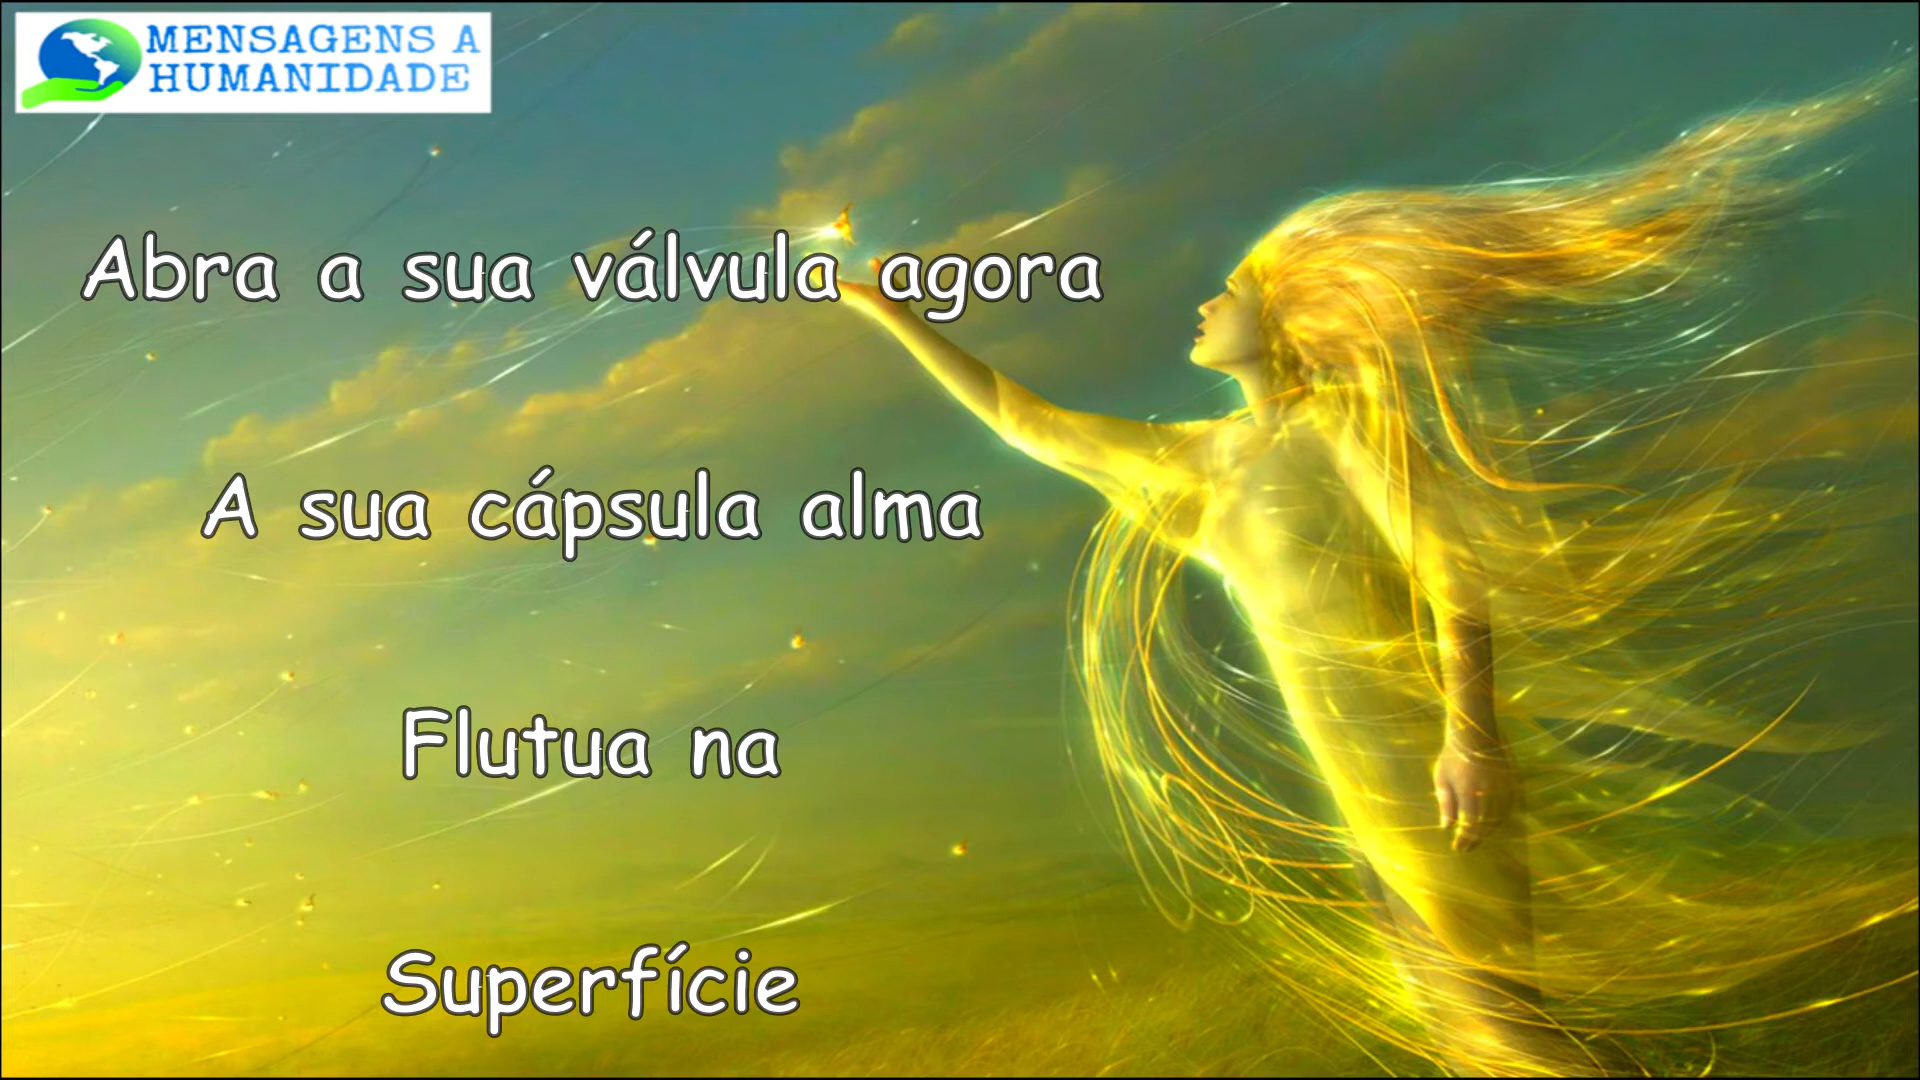 MENSAGENS A
HUMANIDADE
Abra a sua válvula agora
A sua cápsula alma
Flutua na
Superfície